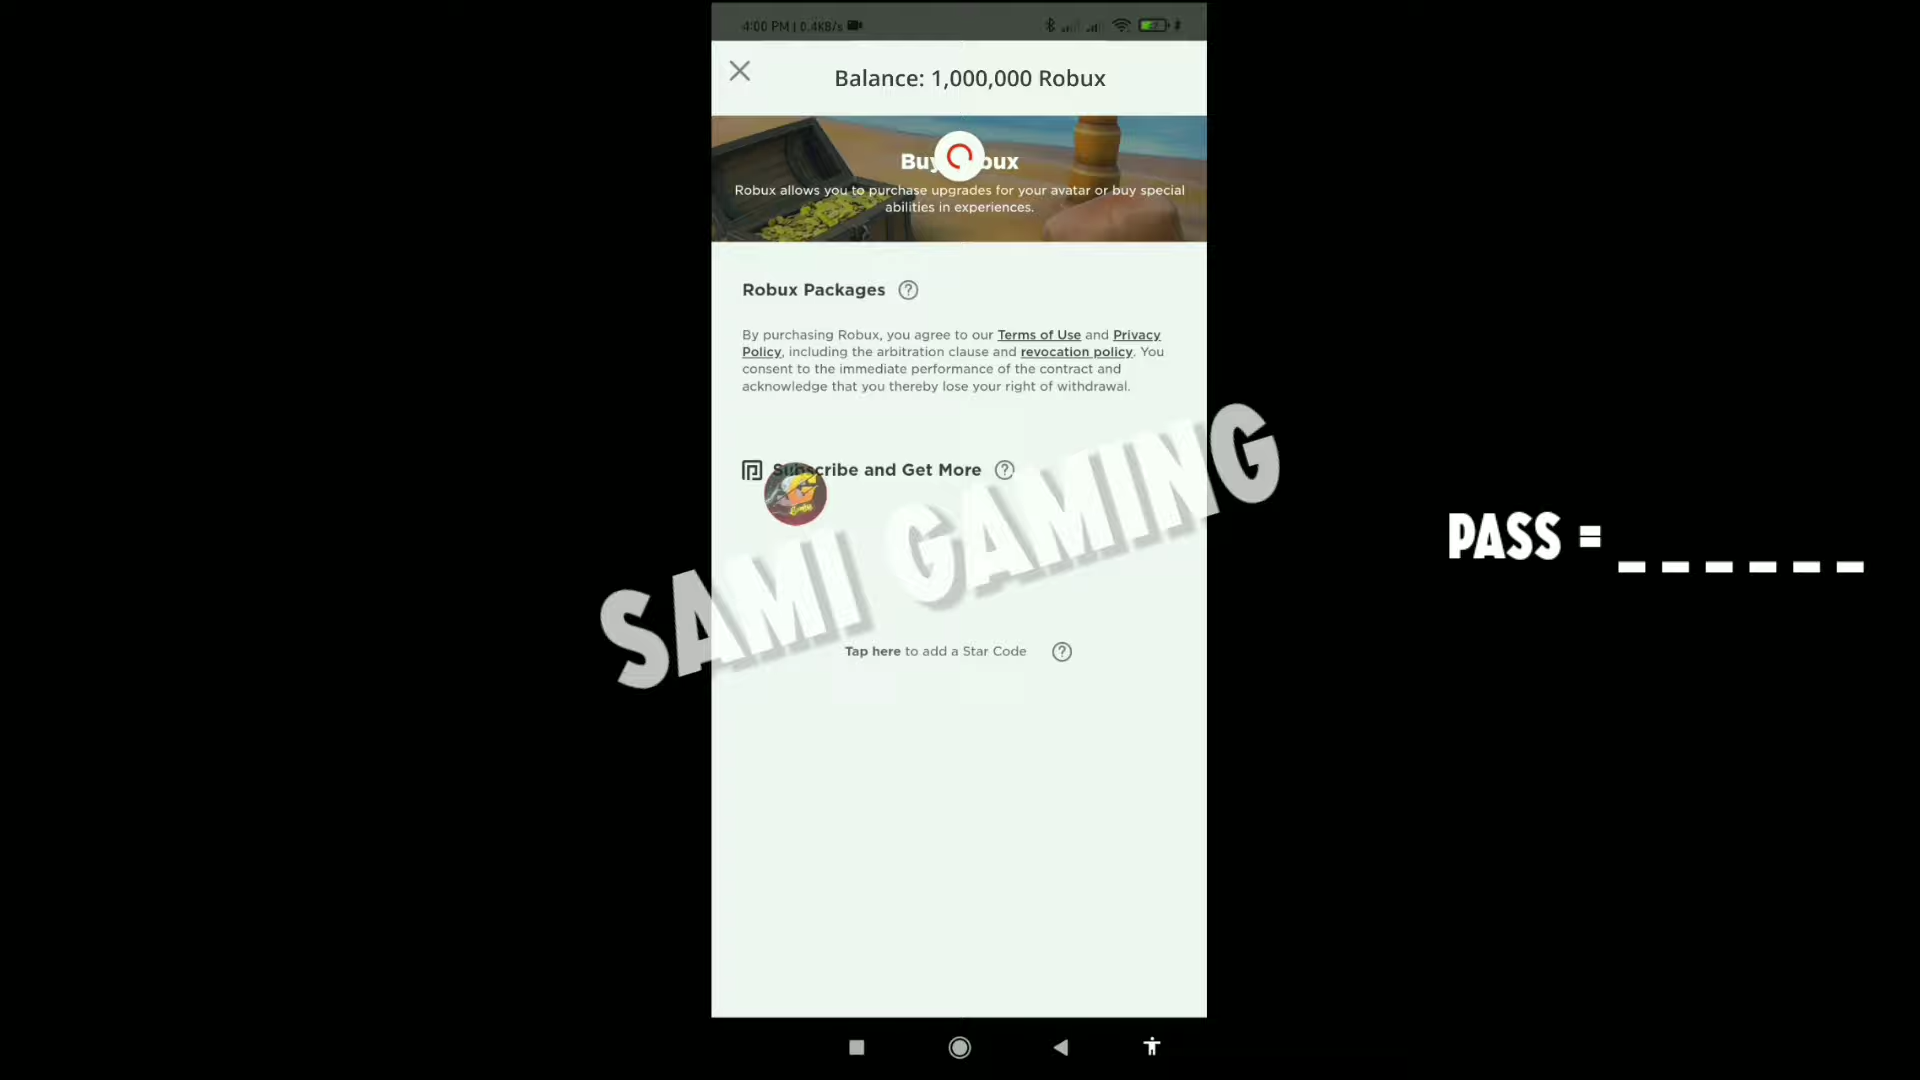 4:00 PM | 0.4KB/s
Balance: 1,000,000 Robux
Robux allows you to purchase upgrades for your avatar or buy special
abilities in experiences.
Robux Packages
By purchasing Robux, you agree to our Terms of Use and Privacy
Policy, including the arbitration clause and revocation policy. You
consent to the immediate performance of the contract and
acknowledge that you thereby lose your right of withdrawal.
Subscribe and Get More
SAMI GAMING
PASS = _ _ _ _ _ _
Tap here to add a Star Code